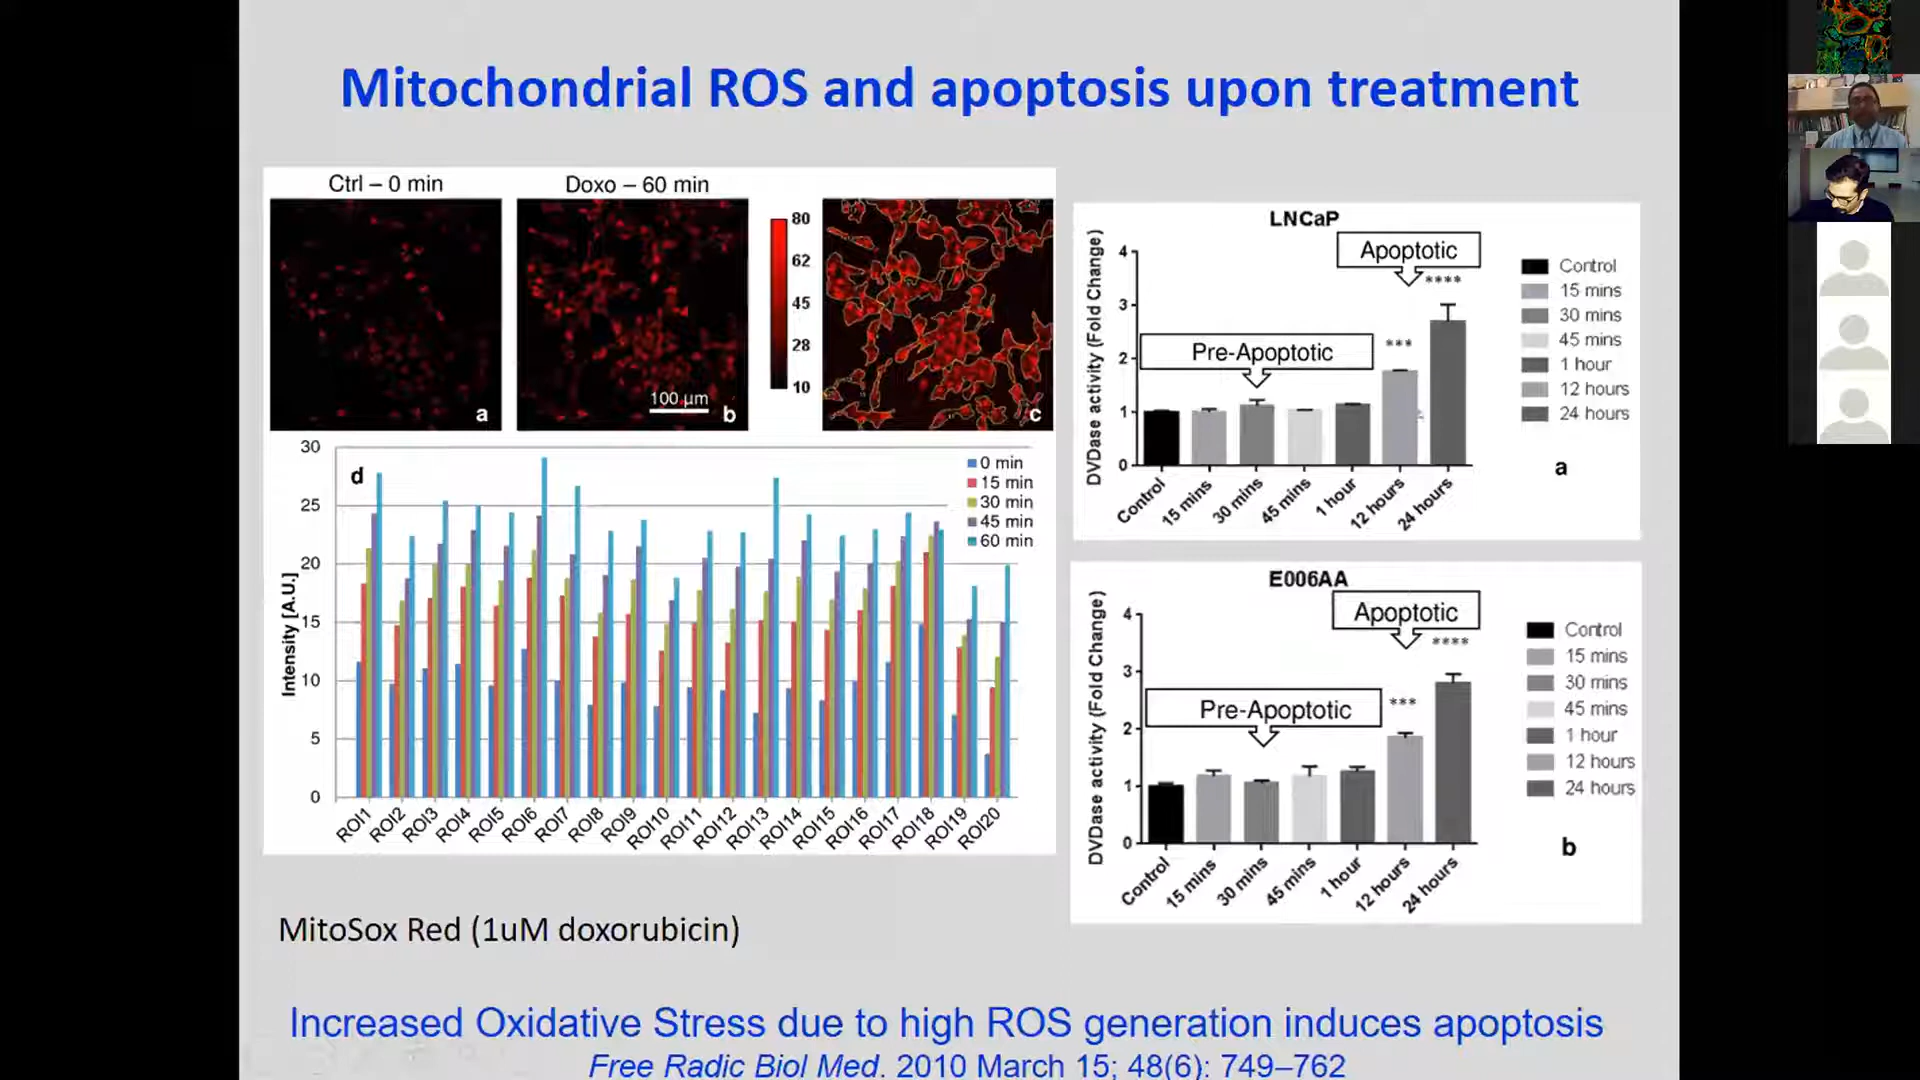 Mitochondrial ROS and apoptosis upon treatment
Ctrl – 0 min
Doxo – 60 min
80
62
45
28
10
100 µm
a
b
c
30
25
20
15
10
5
0
Intensity [A.U.]
d
0 min
15 min
30 min
45 min
60 min
ROI1
ROI2
ROI3
ROI4
ROI5
ROI6
ROI7
ROI8
ROI9
ROI10
ROI11
ROI12
ROI13
ROI14
ROI15
ROI16
ROI17
ROI18
ROI19
ROI20
LNCaP
DVDase activity (Fold Change)
4
3
2
1
0
Pre-Apoptotic
Apoptotic
***
****
Control
15 mins
30 mins
45 mins
1 hour
12 hours
24 hours
Control
15 mins
30 mins
45 mins
1 hour
12 hours
24 hours
a
E006AA
DVDase activity (Fold Change)
4
3
2
1
0
Pre-Apoptotic
Apoptotic
***
****
Control
15 mins
30 mins
45 mins
1 hour
12 hours
24 hours
Control
15 mins
30 mins
45 mins
1 hour
12 hours
24 hours
b
MitoSox Red (1uM doxorubicin)
Increased Oxidative Stress due to high ROS generation induces apoptosis
Free Radic Biol Med. 2010 March 15; 48(6): 749–762